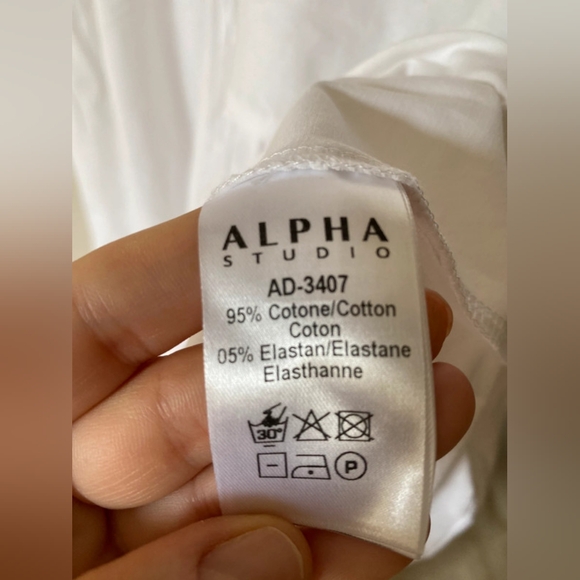 ALPHA
STUDIO
AD-3407
95% Cotone/Cotton
Coton
05% Elastan/Elastane
Elasthanne
30°
P